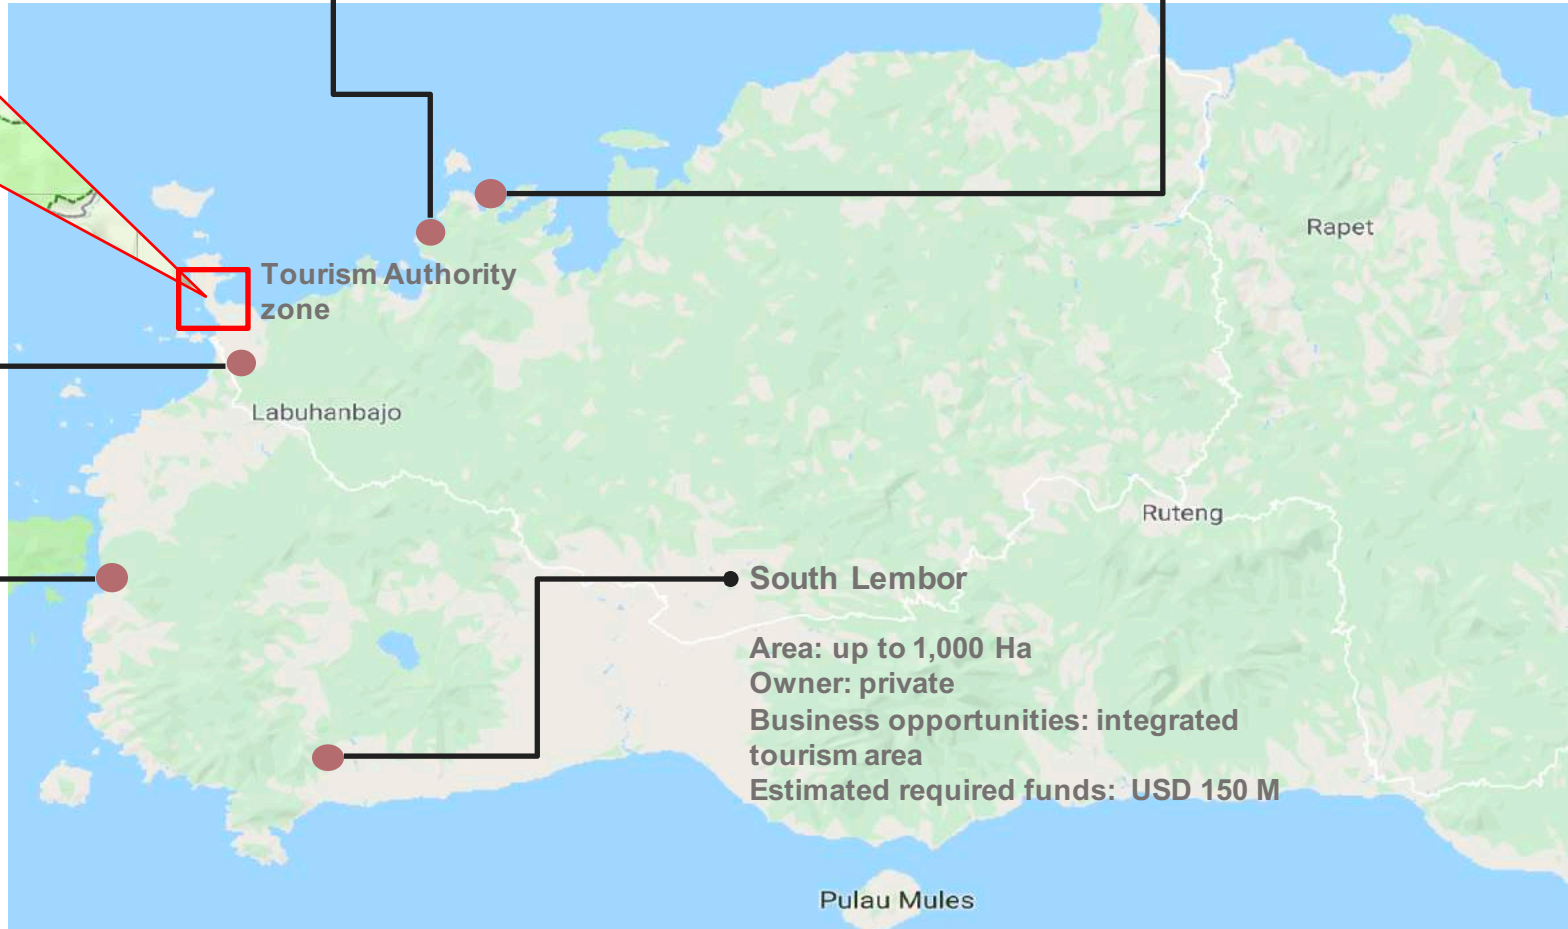 Rapet
Tourism Authority
zone
Labuhanbajo
Ruteng
South Lembor
Area: up to 1,000 Ha
Owner: private
Business opportunities: integrated
tourism area
Estimated required funds: USD 150 M
Pulau Mules